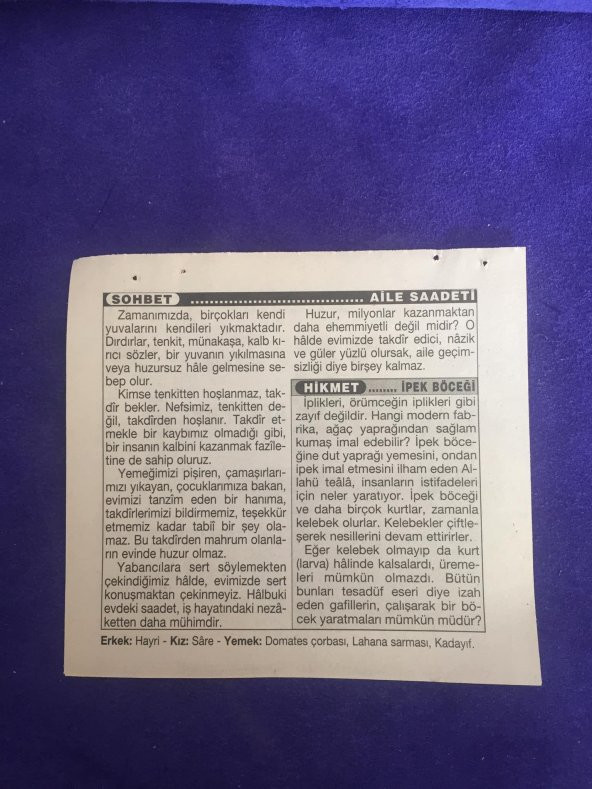 SOHBET ...................................... AİLE SAADETİ
Zamanımızda, birçokları kendi
yuvalarını kendileri yıkmaktadır.
Dırdırlar, tenkit, münakaşa, kalb kı-
rıcı sözler, bir yuvanın yıkılmasına
veya huzursuz hâle gelmesine se-
bep olur.
Kimse tenkitten hoşlanmaz, tak-
dîr bekler. Nefsimiz, tenkitten de-
ğil, takdîrden hoşlanır. Takdîr et-
mekle bir kaybımız olmadığı gibi,
bir insanın kalbini kazanmak fazîle-
tine de sahip oluruz.
Yemeğimizi pişiren, çamaşırları-
mızı yıkayan, çocuklarımıza bakan,
evimizi tanzîm eden bir hanıma,
takdîrlerimizi bildirmemiz, teşekkür
etmemiz kadar tabiî bir şey ola-
maz. Bu takdîrden mahrum olanla-
rın evinde huzur olmaz.
Yabancılara sert söylemekten
çekindiğimiz hâlde, evimizde sert
konuşmaktan çekinmeyiz. Hâlbuki
evdeki saadet, iş hayatındaki nezâ-
ketten daha mühimdir.
Huzur, milyonlar kazanmaktan
daha ehemmiyetli değil midir? O
hâlde evimizde takdîr edici, nâzik
ve güler yüzlü olursak, aile geçim-
sizliği diye birşey kalmaz.
HİKMET ........ İPEK BÖCEĞİ
İplikleri, örümceğin iplikleri gibi
zayıf değildir. Hangi modern fab-
rika, ağaç yaprağından sağlam
kumaş imal edebilir? İpek böce-
ğine dut yaprağı yemesini, ondan
ipek imal etmesini ilham eden Al-
lahü teâlâ, insanların istifadeleri
için neler yaratıyor. İpek böceği
ve daha birçok kurtlar, zamanla
kelebek olurlar. Kelebekler çiftle-
şerek nesillerini devam ettirirler.
Eğer kelebek olmayıp da kurt
(larva) hâlinde kalsalardı, üreme-
leri mümkün olmazdı. Bütün
bunları tesadüf eseri diye izah
eden gafillerin, çalışarak bir bö-
cek yaratmaları mümkün müdür?
Erkek: Hayri - Kız: Sâre - Yemek: Domates çorbası, Lahana sarması, Kadayıf.